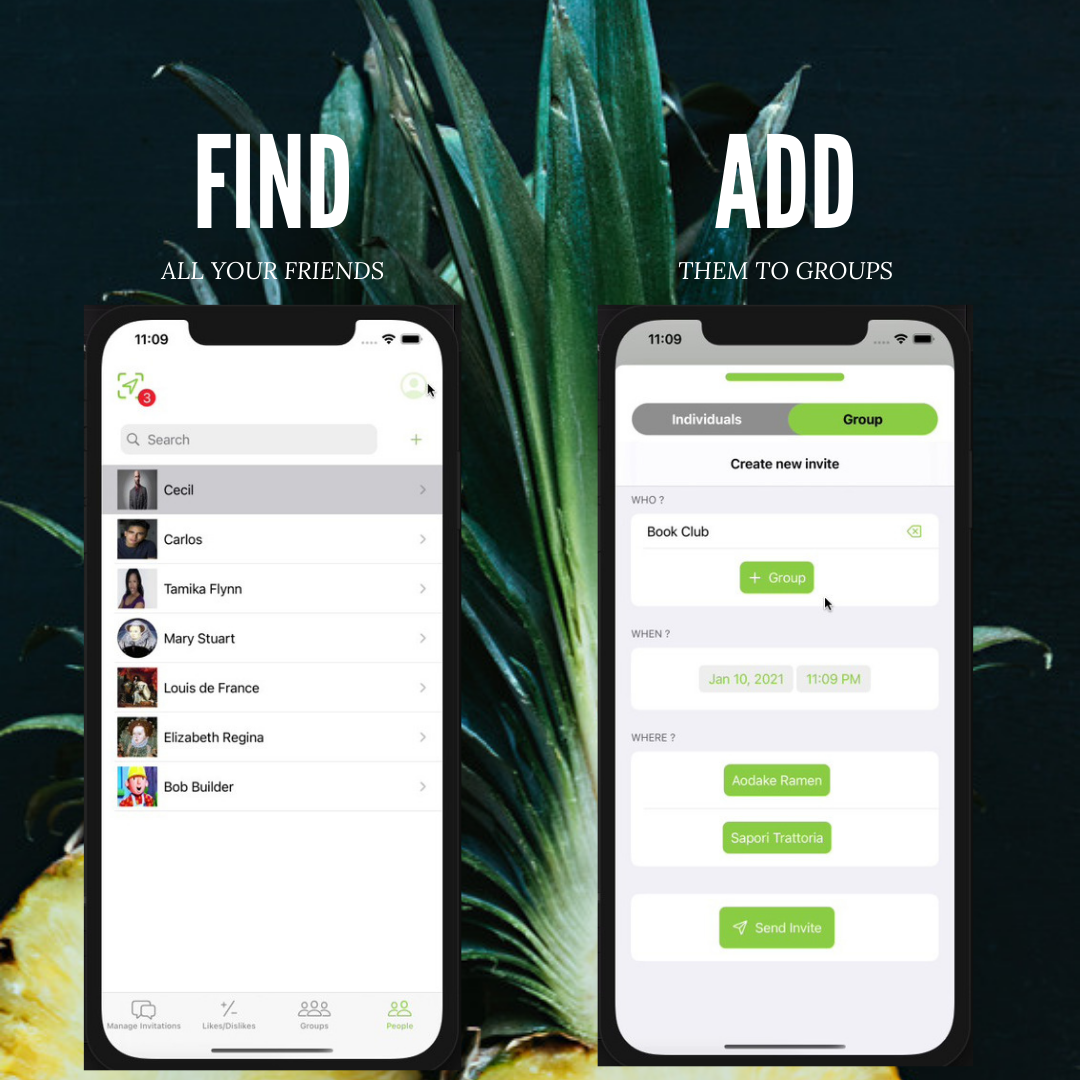 FIND
ALL YOUR FRIENDS
11:09
3
Search
Cecil
Carlos
Tamika Flynn
Mary Stuart
Louis de France
Elizabeth Regina
Bob Builder
Manage Invitations
Likes/Dislikes
Groups
People
ADD
THEM TO GROUPS
11:09
Individuals
Group
Create new invite
WHO ?
Book Club
+ Group
WHEN ?
Jan 10, 2021
11:09 PM
WHERE ?
Aodake Ramen
Sapori Trattoria
Send Invite